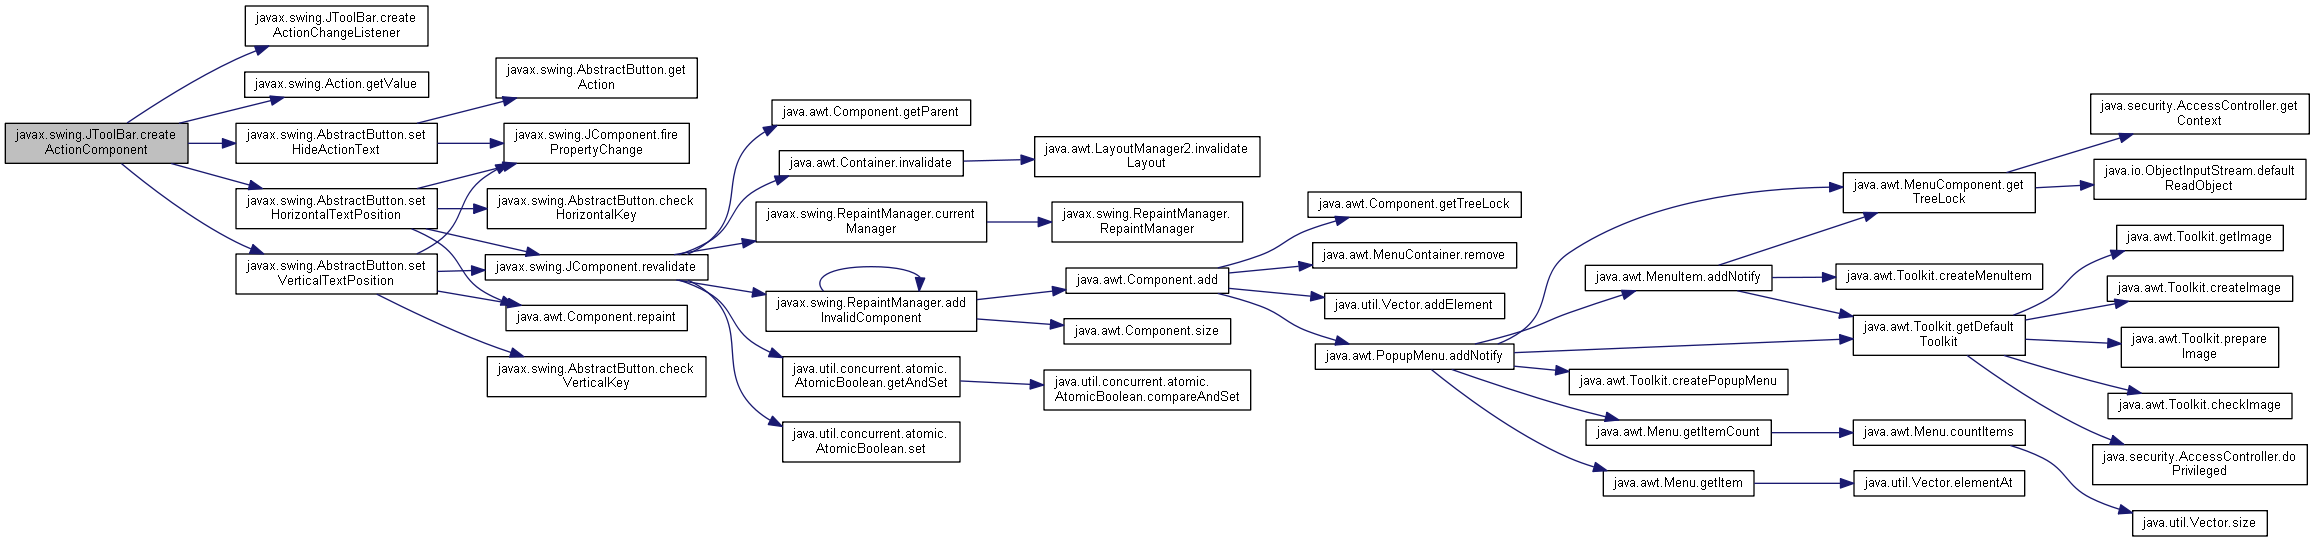 javax.swing.JToolBar.create
ActionComponent
javax.swing.JToolBar.create
ActionChangeListener
javax.swing.Action.getValue
javax.swing.AbstractButton.set
HideActionText
javax.swing.AbstractButton.set
HorizontalTextPosition
javax.swing.AbstractButton.set
VerticalTextPosition
javax.swing.AbstractButton.get
Action
javax.swing.JComponent.fire
PropertyChange
javax.swing.AbstractButton.check
HorizontalKey
javax.swing.JComponent.revalidate
java.awt.Component.repaint
javax.swing.AbstractButton.check
VerticalKey
java.awt.Component.getParent
java.awt.Container.invalidate
javax.swing.RepaintManager.current
Manager
javax.swing.RepaintManager.add
InvalidComponent
java.util.concurrent.atomic.
AtomicBoolean.getAndSet
java.util.concurrent.atomic.
AtomicBoolean.set
java.awt.LayoutManager2.invalidate
Layout
javax.swing.RepaintManager.
RepaintManager
java.awt.Component.add
java.awt.Component.size
java.util.concurrent.atomic.
AtomicBoolean.compareAndSet
java.awt.Component.getTreeLock
java.awt.MenuContainer.remove
java.util.Vector.addElement
java.awt.PopupMenu.addNotify
java.awt.MenuItem.addNotify
java.awt.Toolkit.createPopupMenu
java.awt.Menu.getItemCount
java.awt.Menu.getItem
java.awt.MenuComponent.get
TreeLock
java.awt.Toolkit.createMenuItem
java.awt.Toolkit.getDefault
Toolkit
java.awt.Menu.countItems
java.util.Vector.elementAt
java.security.AccessController.get
Context
java.io.ObjectInputStream.default
ReadObject
java.awt.Toolkit.getImage
java.awt.Toolkit.createImage
java.awt.Toolkit.prepare
Image
java.awt.Toolkit.checkImage
java.security.AccessController.do
Privileged
java.util.Vector.size